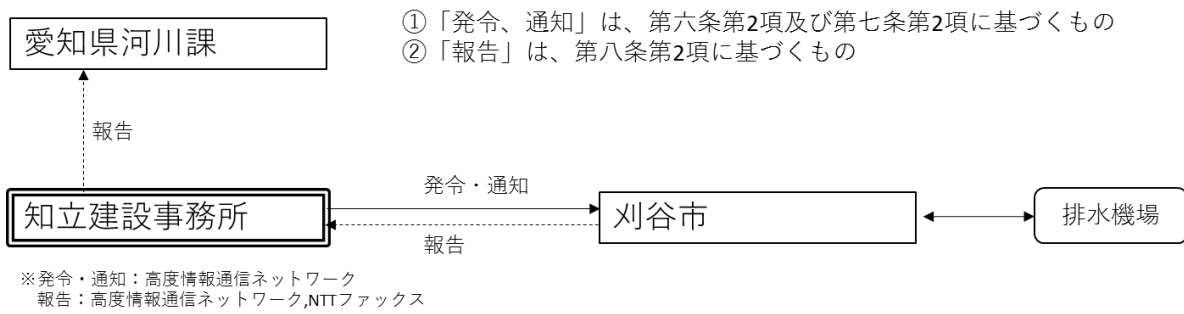 愛知県河川課
①「発令、通知」は、第六条第2項及び第七条第2項に基づくもの
②「報告」は、第八条第2項に基づくもの
報告
知立建設事務所
発令・通知
報告
刈谷市
排水機場
※発令・通知：高度情報通信ネットワーク
報告：高度情報通信ネットワーク,NTTファックス